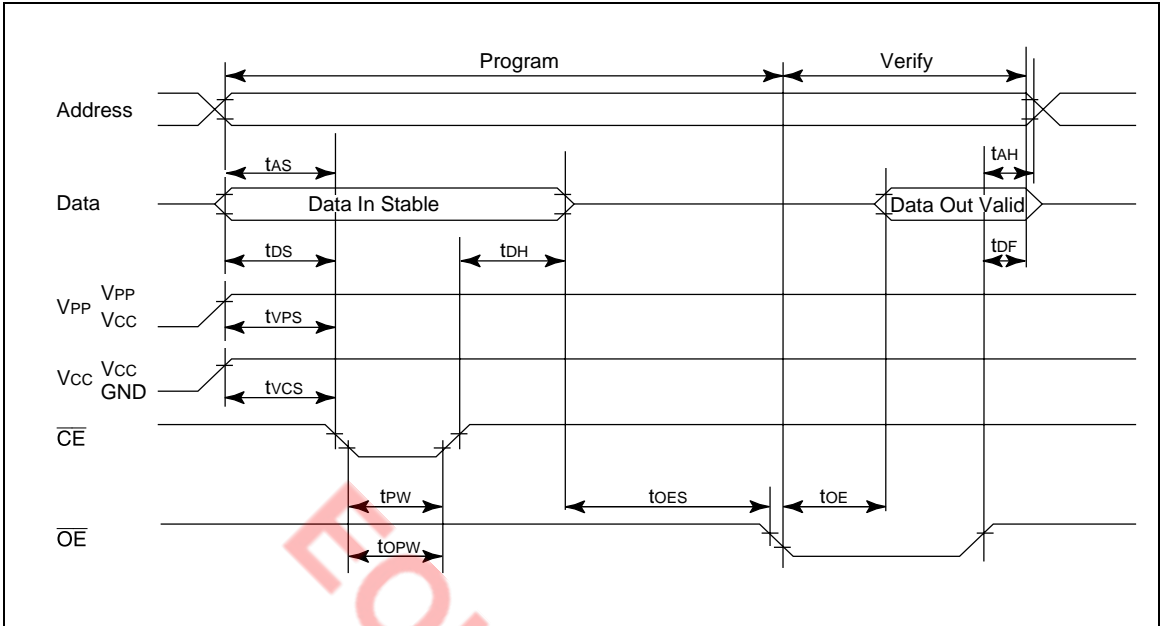 Program Verify
Address
tAS tAH
Data Data In Stable Data Out Valid
tDS tDH tDF
VPP VPP
VCC
tVPS
VCC VCC
GND
tVCS
CE
tPW tOES tOE
OE
tOPW
EO